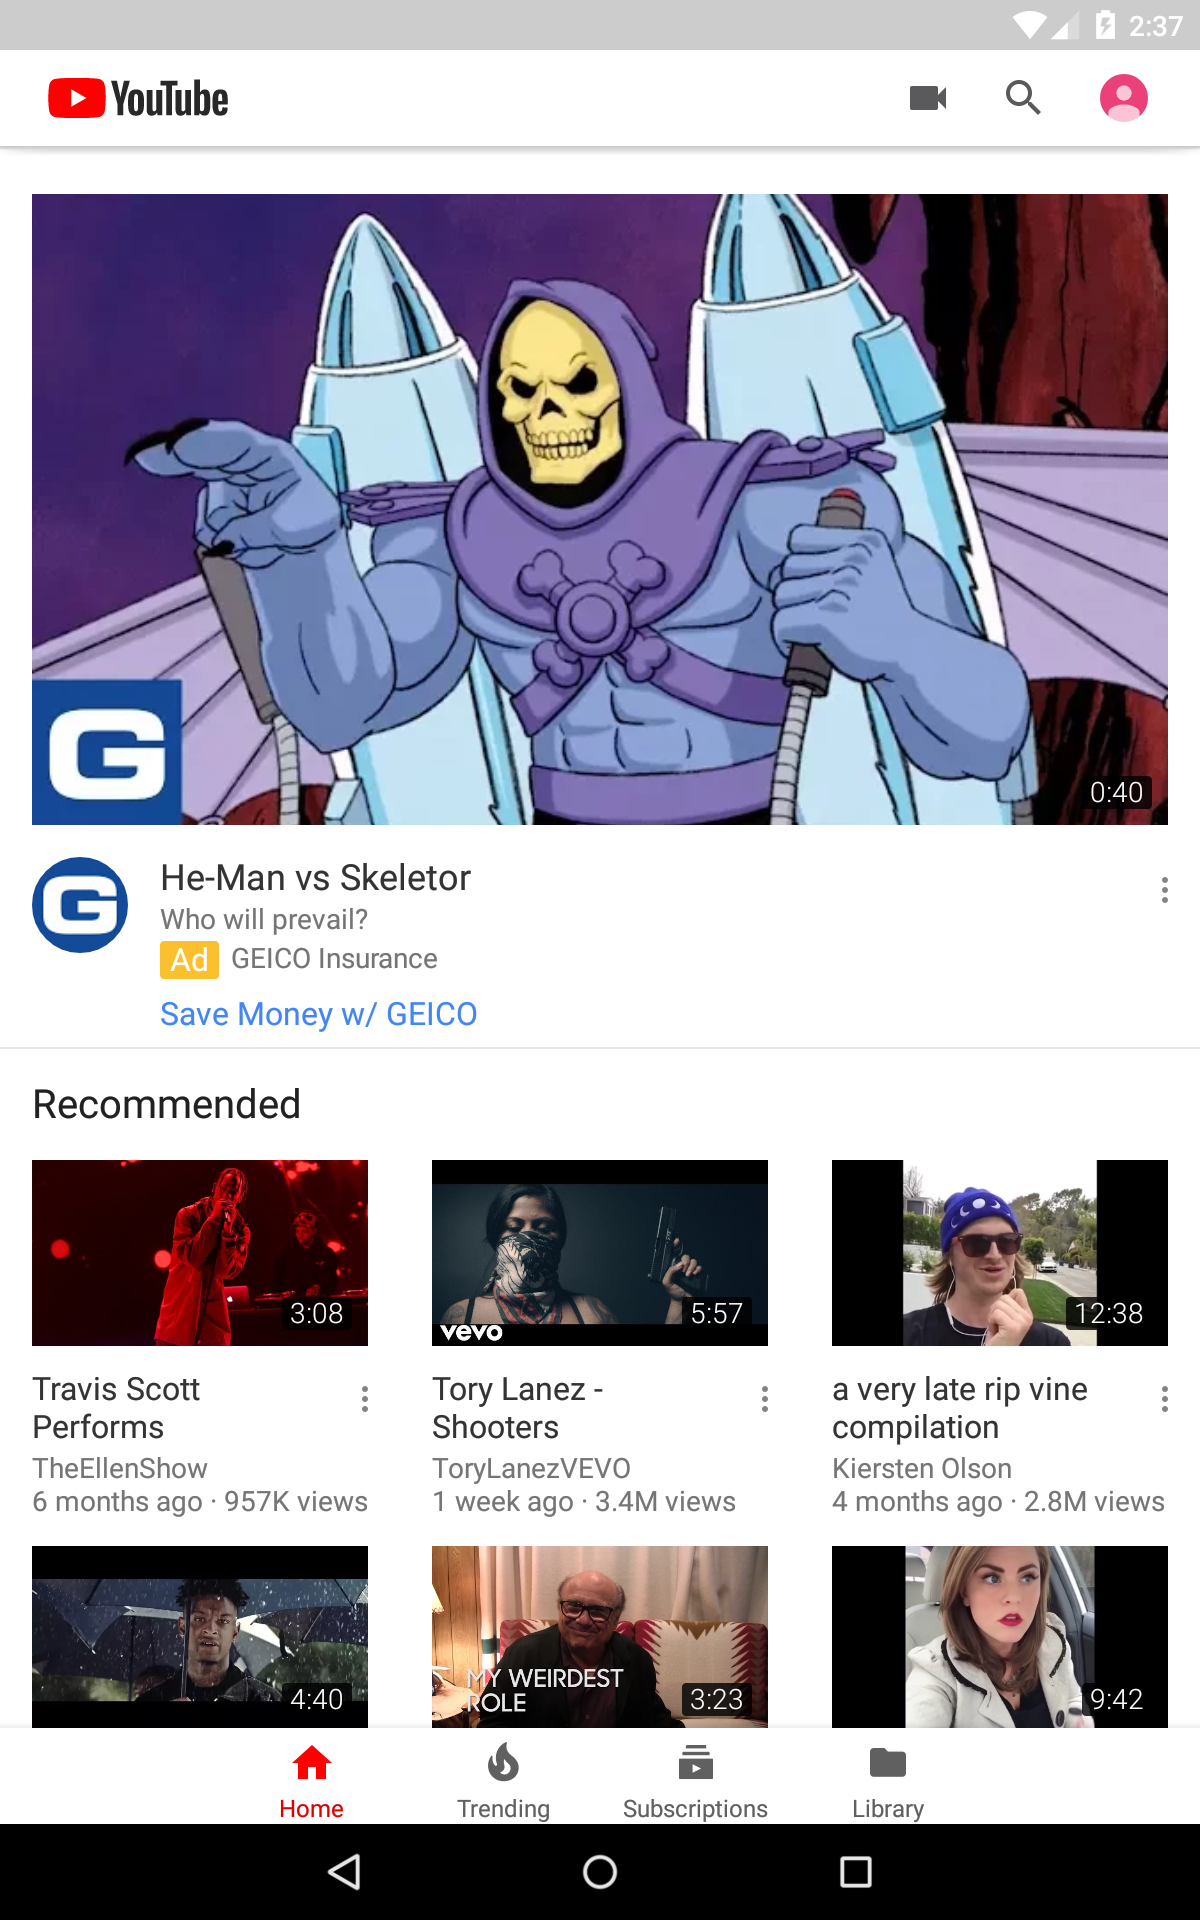 2:37
YouTube
G
0:40
G
He-Man vs Skeletor
Who will prevail?
Ad GEICO Insurance
Save Money w/ GEICO
Recommended
3:08
5:57
vevo
12:38
Travis Scott
Performs
TheEllenShow
6 months ago · 957K views
Tory Lanez -
Shooters
ToryLanezVEVO
1 week ago · 3.4M views
a very late rip vine
compilation
Kiersten Olson
4 months ago · 2.8M views
4:40
MY WEIRDEST
ROLE
3:23
9:42
Home
Trending
Subscriptions
Library